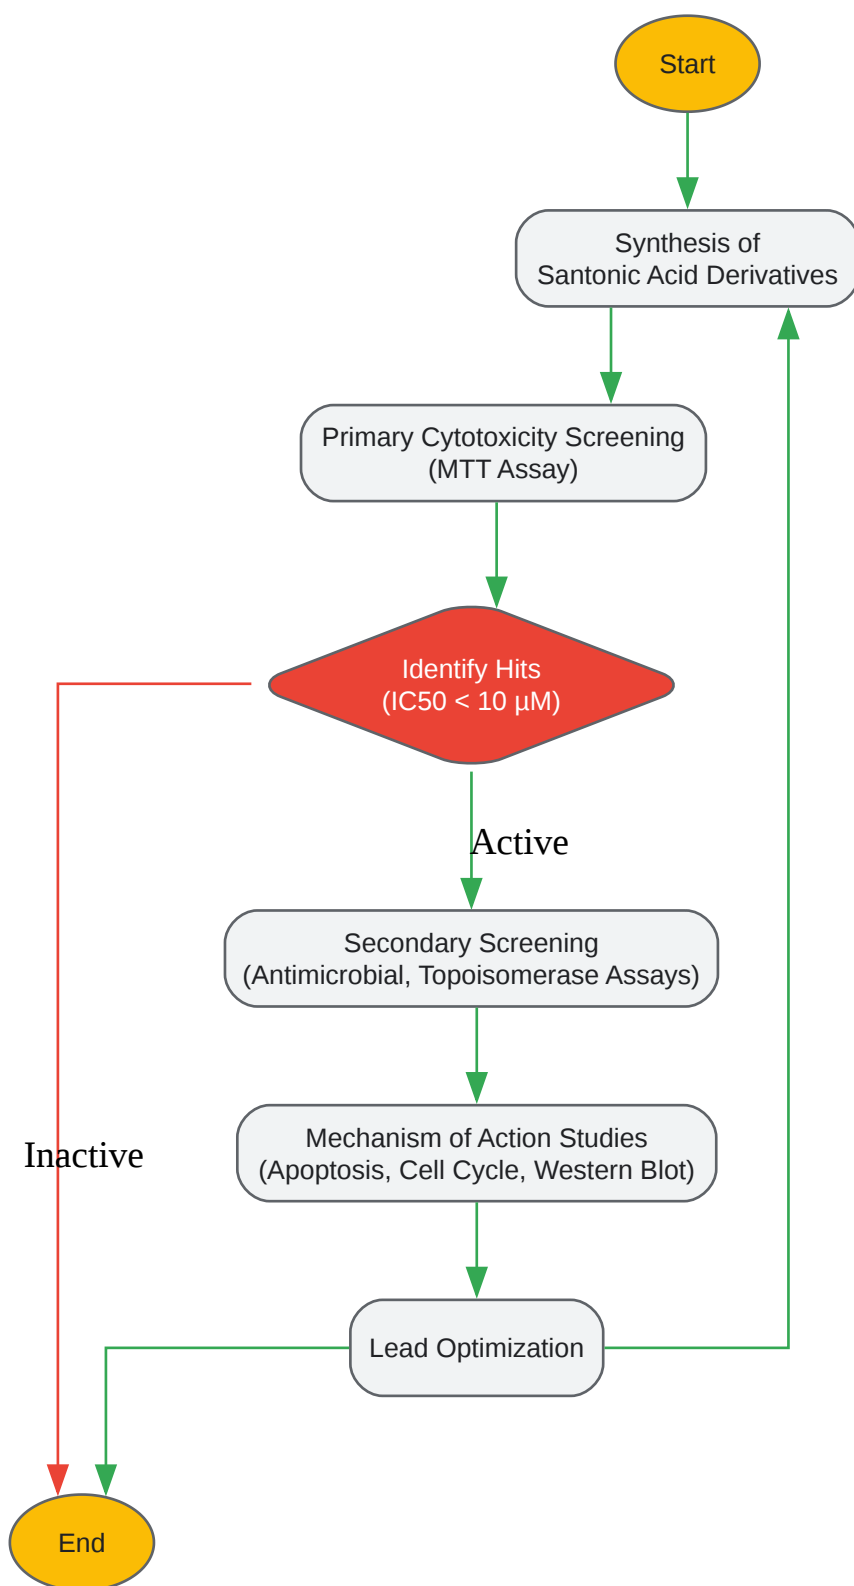 Start
Synthesis of
Santonic Acid Derivatives
Primary Cytotoxicity Screening
(MTT Assay)
Identify Hits
(IC50 < 10 µM)
Active
Secondary Screening
(Antimicrobial, Topoisomerase Assays)
Mechanism of Action Studies
(Apoptosis, Cell Cycle, Western Blot)
Inactive
Lead Optimization
End